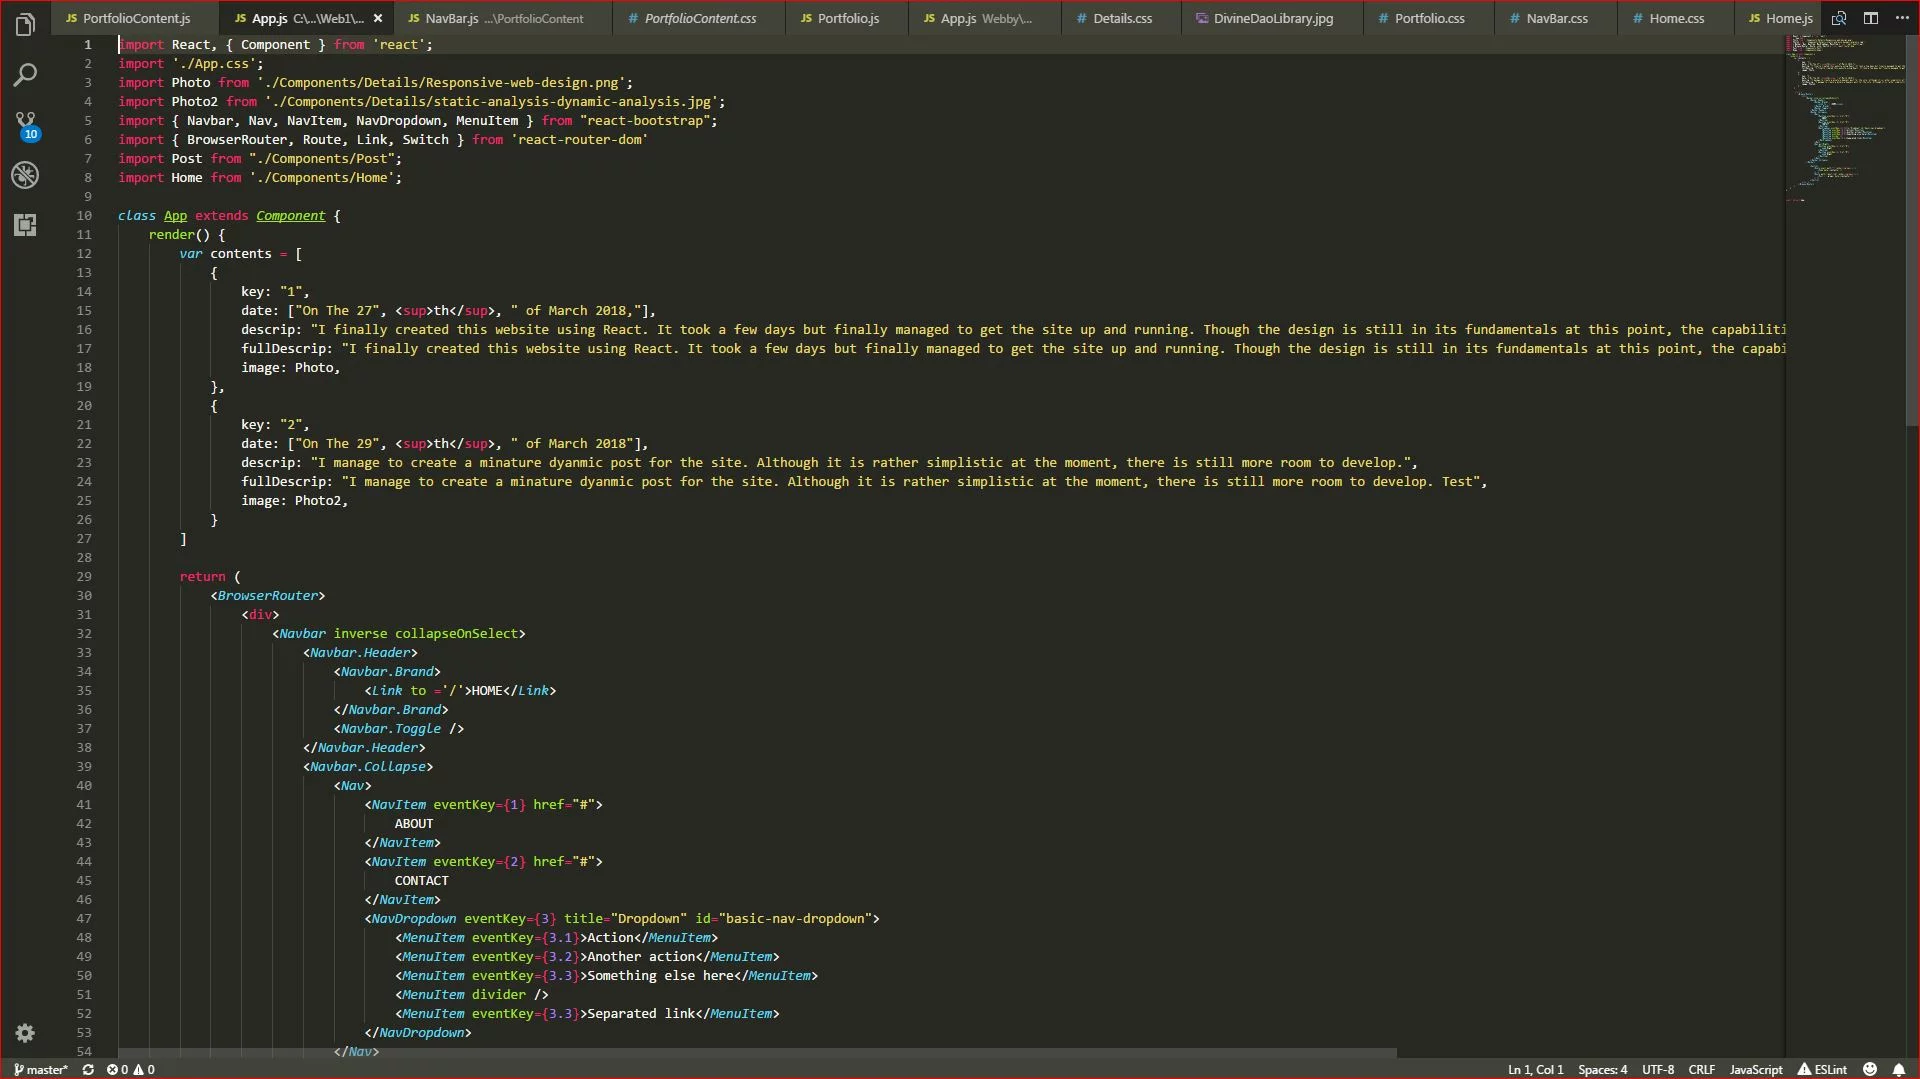 PortfolioContent.js
App.js C:\...\Web1\...
NavBar.js ...\PortfolioContent
PortfolioContent.css
Portfolio.js
App.js Webby\...
Details.css
DivineDaoLibrary.jpg
Portfolio.css
NavBar.css
Home.css
Home.js
10
1 import React, { Component } from 'react';
2 import './App.css';
3 import Photo from './Components/Details/Responsive-web-design.png';
4 import Photo2 from './Components/Details/static-analysis-dynamic-analysis.jpg';
5 import { Navbar, Nav, NavItem, NavDropdown, MenuItem } from "react-bootstrap";
6 import { BrowserRouter, Route, Link, Switch } from 'react-router-dom'
7 import Post from "./Components/Post";
8 import Home from './Components/Home';
9
10 class App extends Component {
11 render() {
12 var contents = [
13 {
14 key: "1",
15 date: ["On The 27", <sup>th</sup>, " of March 2018,"],
16 descrip: "I finally created this website using React. It took a few days but finally managed to get the site up and running. Though the design is still in its fundamentals at this point, the capabiliti
17 fullDescrip: "I finally created this website using React. It took a few days but finally managed to get the site up and running. Though the design is still in its fundamentals at this point, the capabi
18 image: Photo,
19 },
20 {
21 key: "2",
22 date: ["On The 29", <sup>th</sup>, " of March 2018"],
23 descrip: "I manage to create a minature dyanmic post for the site. Although it is rather simplistic at the moment, there is still more room to develop.",
24 fullDescrip: "I manage to create a minature dyanmic post for the site. Although it is rather simplistic at the moment, there is still more room to develop. Test",
25 image: Photo2,
26 }
27 ]
28
29 return (
30 <BrowserRouter>
31 <div>
32 <Navbar inverse collapseOnSelect>
33 <Navbar.Header>
34 <Navbar.Brand>
35 <Link to ='/'>HOME</Link>
36 </Navbar.Brand>
37 <Navbar.Toggle />
38 </Navbar.Header>
39 <Navbar.Collapse>
40 <Nav>
41 <NavItem eventKey={1} href="#">
42 ABOUT
43 </NavItem>
44 <NavItem eventKey={2} href="#">
45 CONTACT
46 </NavItem>
47 <NavDropdown eventKey={3} title="Dropdown" id="basic-nav-dropdown">
48 <MenuItem eventKey={3.1}>Action</MenuItem>
49 <MenuItem eventKey={3.2}>Another action</MenuItem>
50 <MenuItem eventKey={3.3}>Something else here</MenuItem>
51 <MenuItem divider />
52 <MenuItem eventKey={3.3}>Separated link</MenuItem>
53 </NavDropdown>
54 </Nav>
master* 0 0 Ln 1, Col 1 Spaces: 4 UTF-8 CRLF JavaScript ESLint